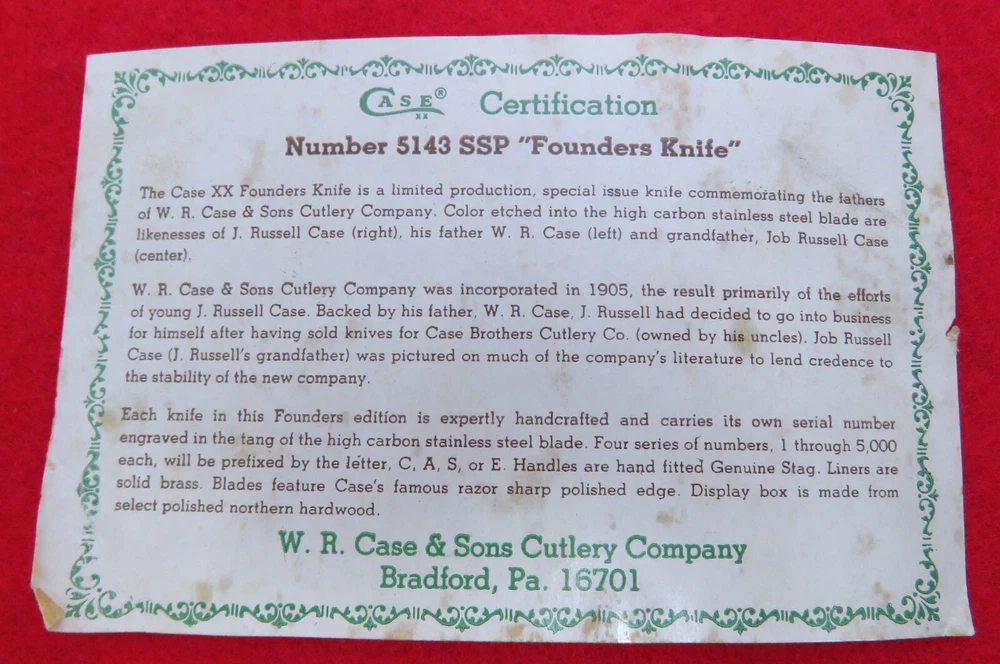 CASE® XX Certification
Number 5143 SSP "Founders Knife"
The Case XX Founders Knife is a limited production, special issue knife commemorating the fathers
of W. R. Case & Sons Cutlery Company. Color etched into the high carbon stainless steel blade are
likenesses of J. Russell Case (right), his father W. R. Case (left) and grandfather, Job Russell Case
(center).
W. R. Case & Sons Cutlery Company was incorporated in 1905, the result primarily of the efforts
of young J. Russell Case. Backed by his father, W. R. Case, J. Russell had decided to go into business
for himself after having sold knives for Case Brothers Cutlery Co. (owned by his uncles). Job Russell
Case (J. Russell's grandfather) was pictured on much of the company's literature to lend credence to
the stability of the new company.
Each knife in this Founders edition is expertly handcrafted and carries its own serial number
engraved in the tang of the high carbon stainless steel blade. Four series of numbers, 1 through 5,000
each, will be prefixed by the letter, C, A, S, or E. Handles are hand fitted Genuine Stag. Liners are
solid brass. Blades feature Case's famous razor sharp polished edge. Display box is made from
select polished northern hardwood.
W. R. Case & Sons Cutlery Company
Bradford, Pa. 16701